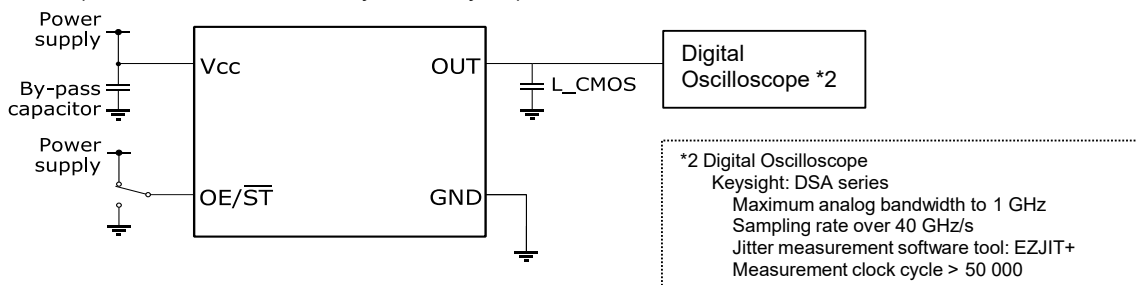 Power
supply
By-pass
capacitor
Power
supply
Vcc
OE/ST
OUT
GND
L_CMOS
Digital
Oscilloscope *2
*2 Digital Oscilloscope
Keysight: DSA series
Maximum analog bandwidth to 1 GHz
Sampling rate over 40 GHz/s
Jitter measurement software tool: EZJIT+
Measurement clock cycle > 50 000